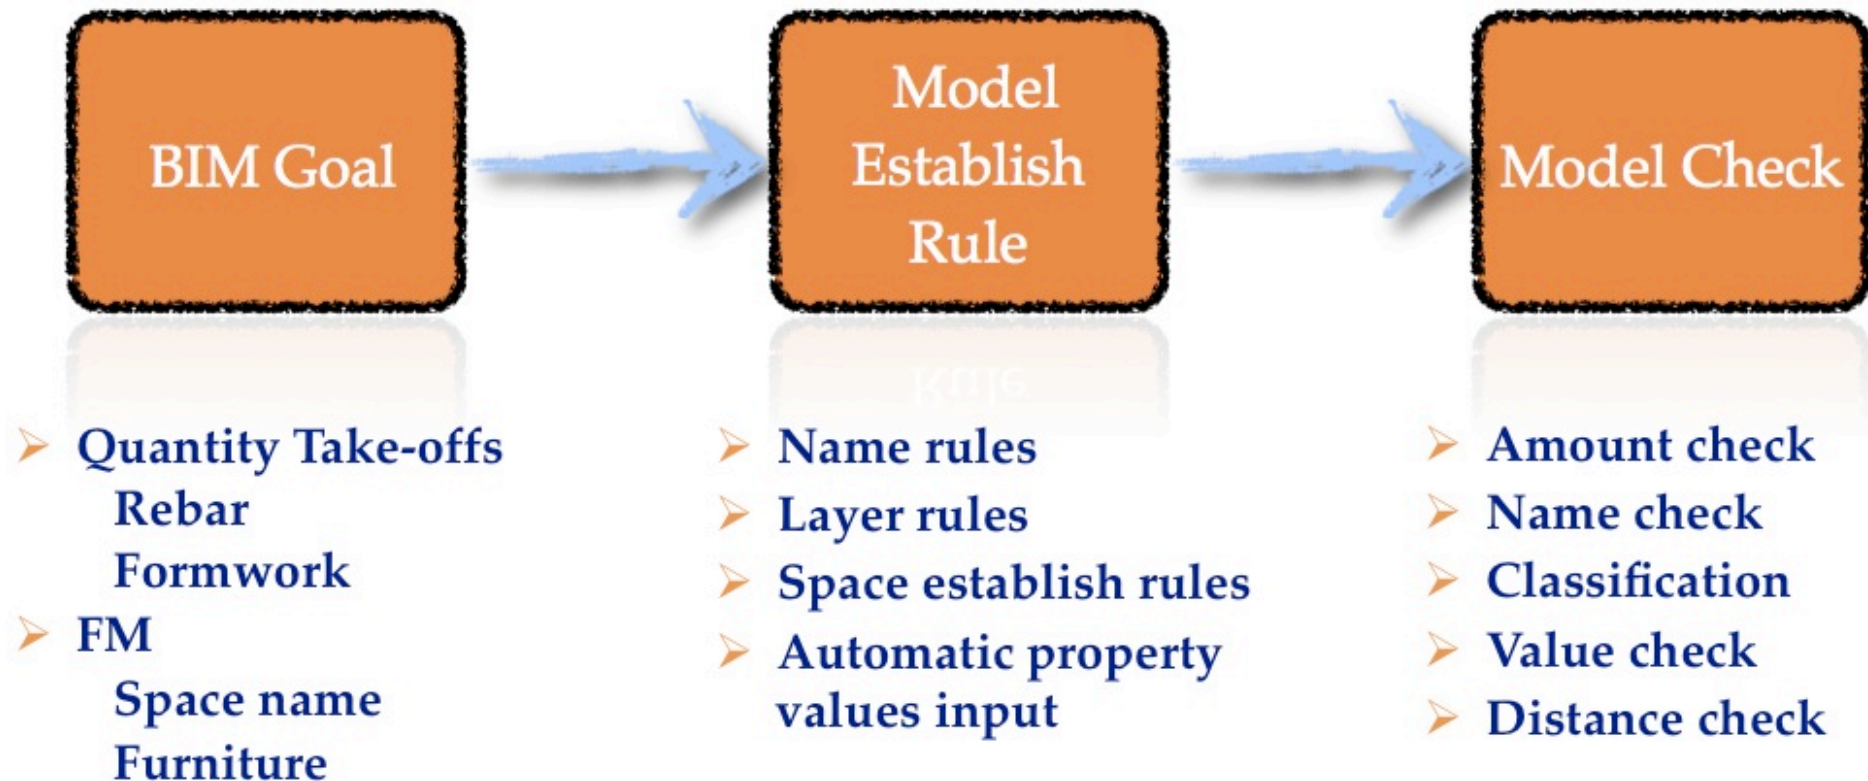 BIM Goal
Model
Establish
Rule
Model Check
Quantity Take-offs
Rebar
Formwork
FM
Space name
Furniture
Name rules
Layer rules
Space establish rules
Automatic property
values input
Amount check
Name check
Classification
Value check
Distance check